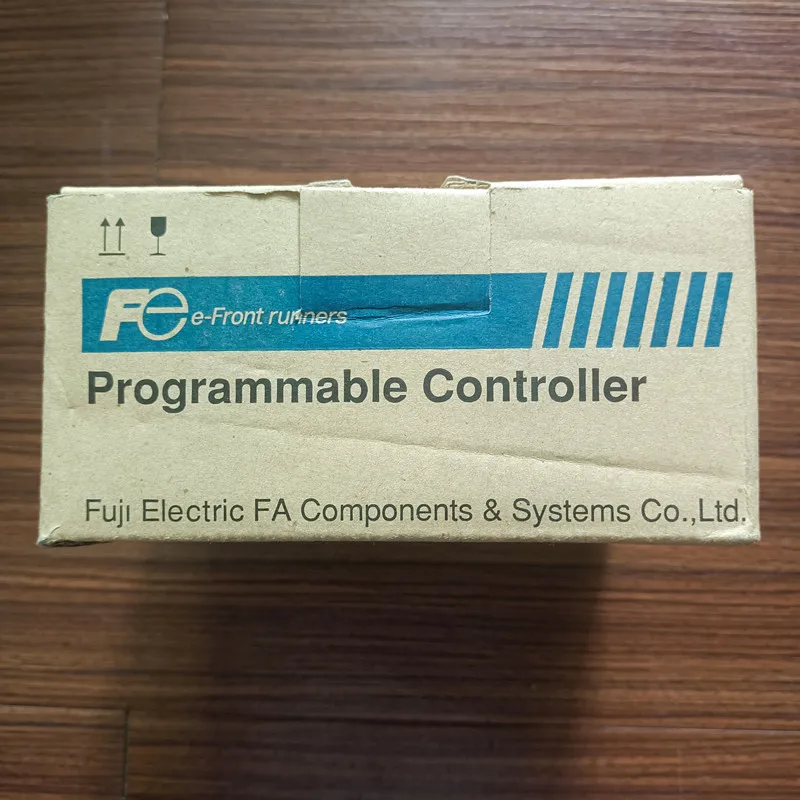 Fe e-Front runners
Programmable Controller
Fuji Electric FA Components & Systems Co.,Ltd.